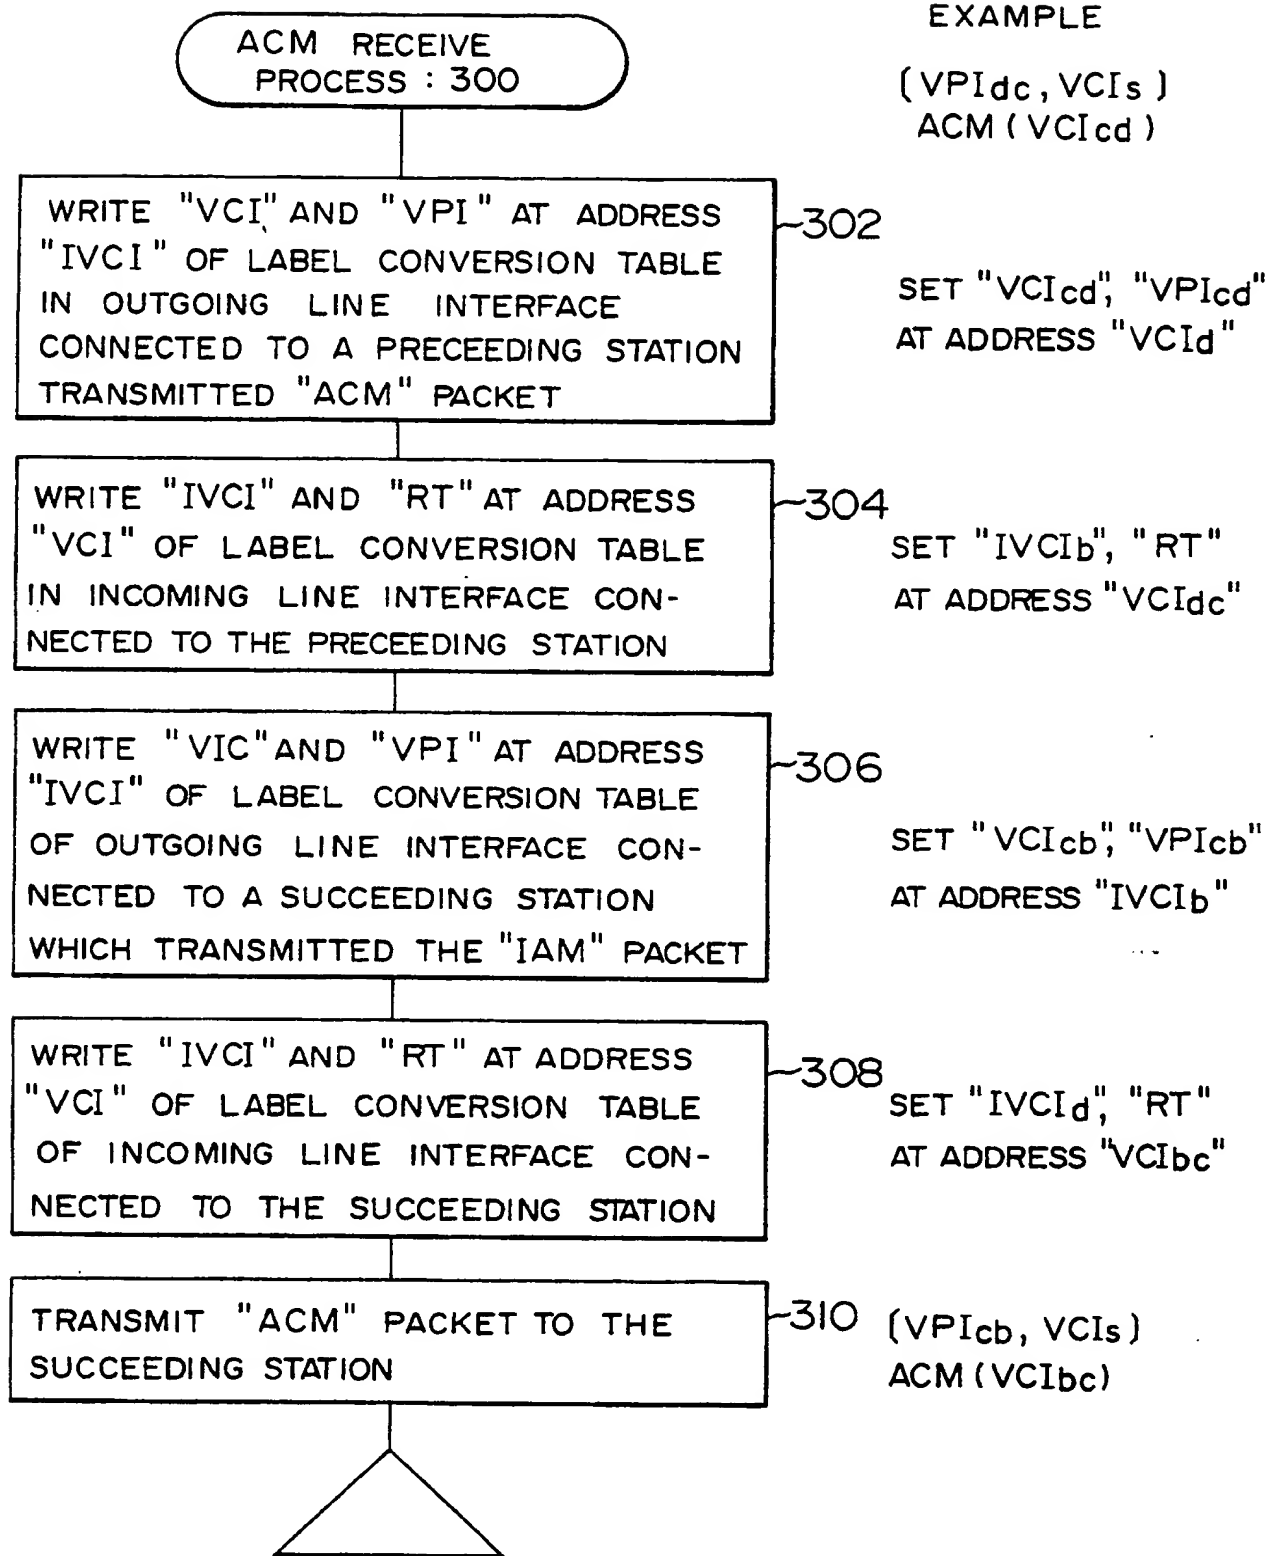 EXAMPLE
ACM RECEIVE
PROCESS : 300
(VPIdc, VCIs)
ACM (VCIcd)
WRITE "VCI" AND "VPI" AT ADDRESS
"IVCI" OF LABEL CONVERSION TABLE
IN OUTGOING LINE INTERFACE
CONNECTED TO A PRECEEDING STATION
TRANSMITTED "ACM" PACKET
302
SET "VCIcd", "VPIcd"
AT ADDRESS "VCId"
WRITE "IVCI" AND "RT" AT ADDRESS
"VCI" OF LABEL CONVERSION TABLE
IN INCOMING LINE INTERFACE CON-
NECTED TO THE PRECEEDING STATION
304
SET "IVCIb", "RT"
AT ADDRESS "VCIdc"
WRITE "VIC" AND "VPI" AT ADDRESS
"IVCI" OF LABEL CONVERSION TABLE
OF OUTGOING LINE INTERFACE CON-
NECTED TO A SUCCEEDING STATION
WHICH TRANSMITTED THE "IAM" PACKET
306
SET "VCIcb", "VPIcb"
AT ADDRESS "IVCIb"
WRITE "IVCI" AND "RT" AT ADDRESS
"VCI" OF LABEL CONVERSION TABLE
OF INCOMING LINE INTERFACE CON-
NECTED TO THE SUCCEEDING STATION
308
SET "IVCId", "RT"
AT ADDRESS "VCIbc"
TRANSMIT "ACM" PACKET TO THE
SUCCEEDING STATION
310
(VPIcb, VCIs)
ACM (VCIbc)